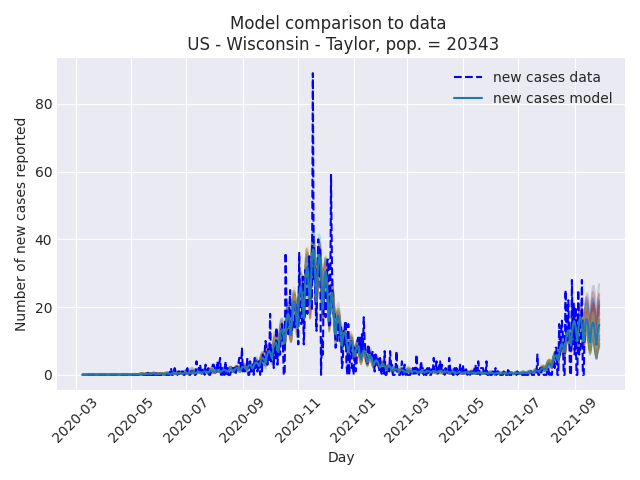 Model comparison to data
US - Wisconsin - Taylor, pop. = 20343
new cases data
new cases model
Number of new cases reported
80
60
40
20
0
2020-03
2020-05
2020-07
2020-09
2020-11
2021-01
2021-03
2021-05
2021-07
2021-09
Day